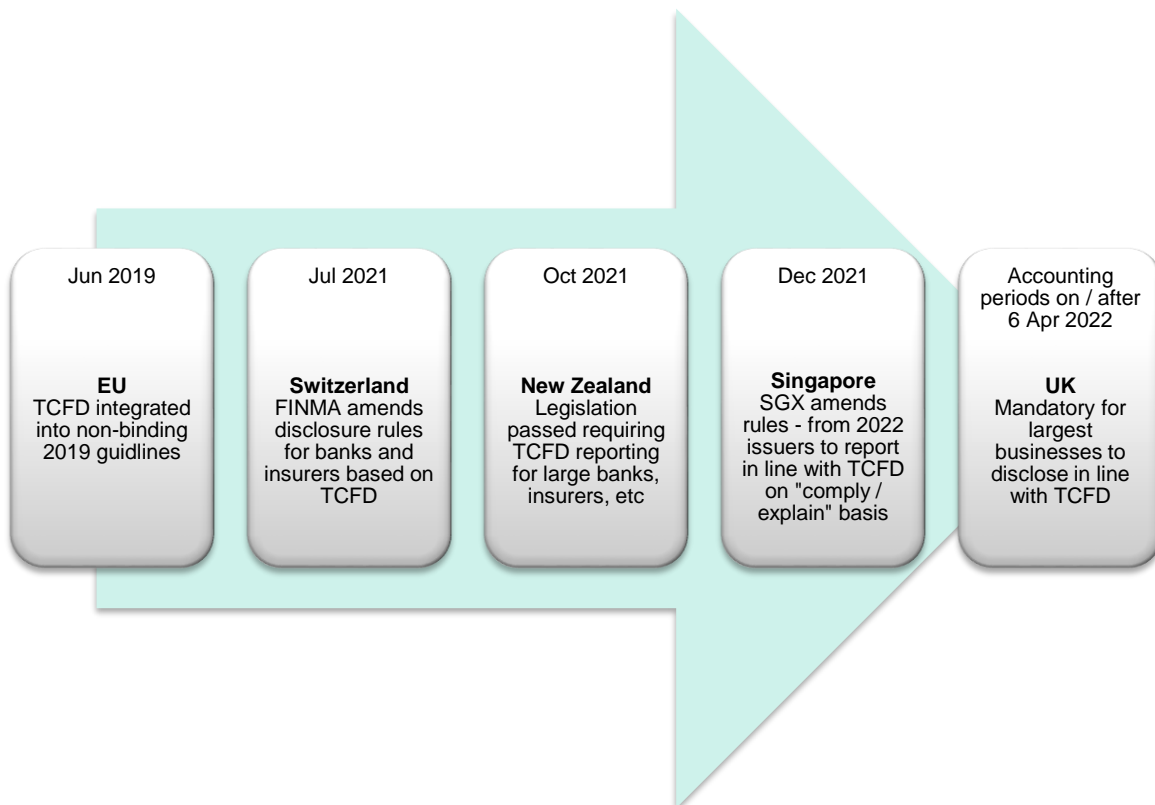 Jun 2019
EU
TCFD integrated
into non-binding
2019 guidlines
Jul 2021
Switzerland
FINMA amends
disclosure rules
for banks and
insurers based on
TCFD
Oct 2021
New Zealand
Legislation
passed requiring
TCFD reporting
for large banks,
insurers, etc
Dec 2021
Singapore
SGX amends
rules - from 2022
issuers to report
in line with TCFD
on "comply /
explain" basis
Accounting
periods on / after
6 Apr 2022
UK
Mandatory for
largest
businesses to
disclose in line
with TCFD